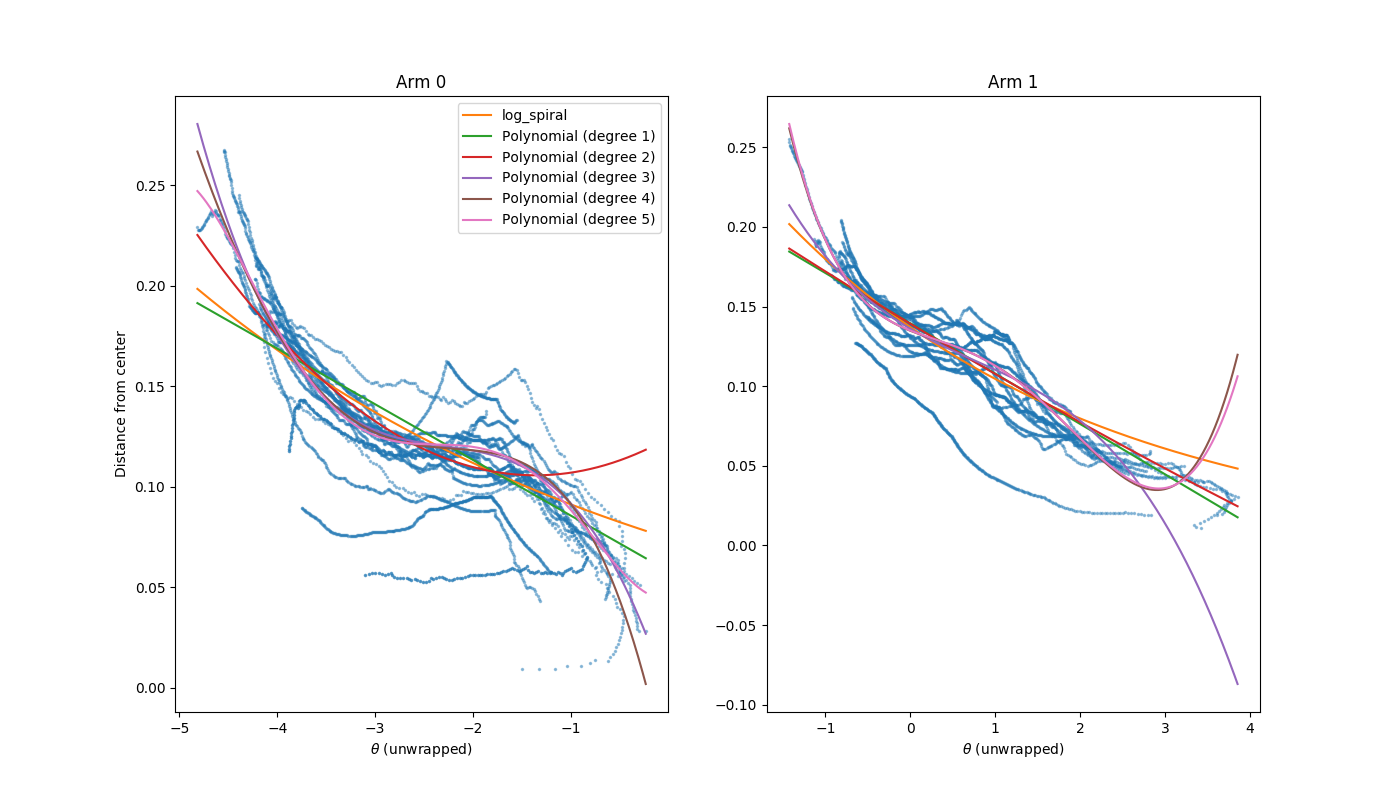 Arm 0
Arm 1
log_spiral
Polynomial (degree 1)
Polynomial (degree 2)
Polynomial (degree 3)
Polynomial (degree 4)
Polynomial (degree 5)
Distance from center
0.25
0.20
0.15
0.10
0.05
0.00
−5
−4
−3
−2
−1
θ (unwrapped)
0.25
0.20
0.15
0.10
0.05
0.00
−0.05
−0.10
−1
0
1
2
3
4
θ (unwrapped)